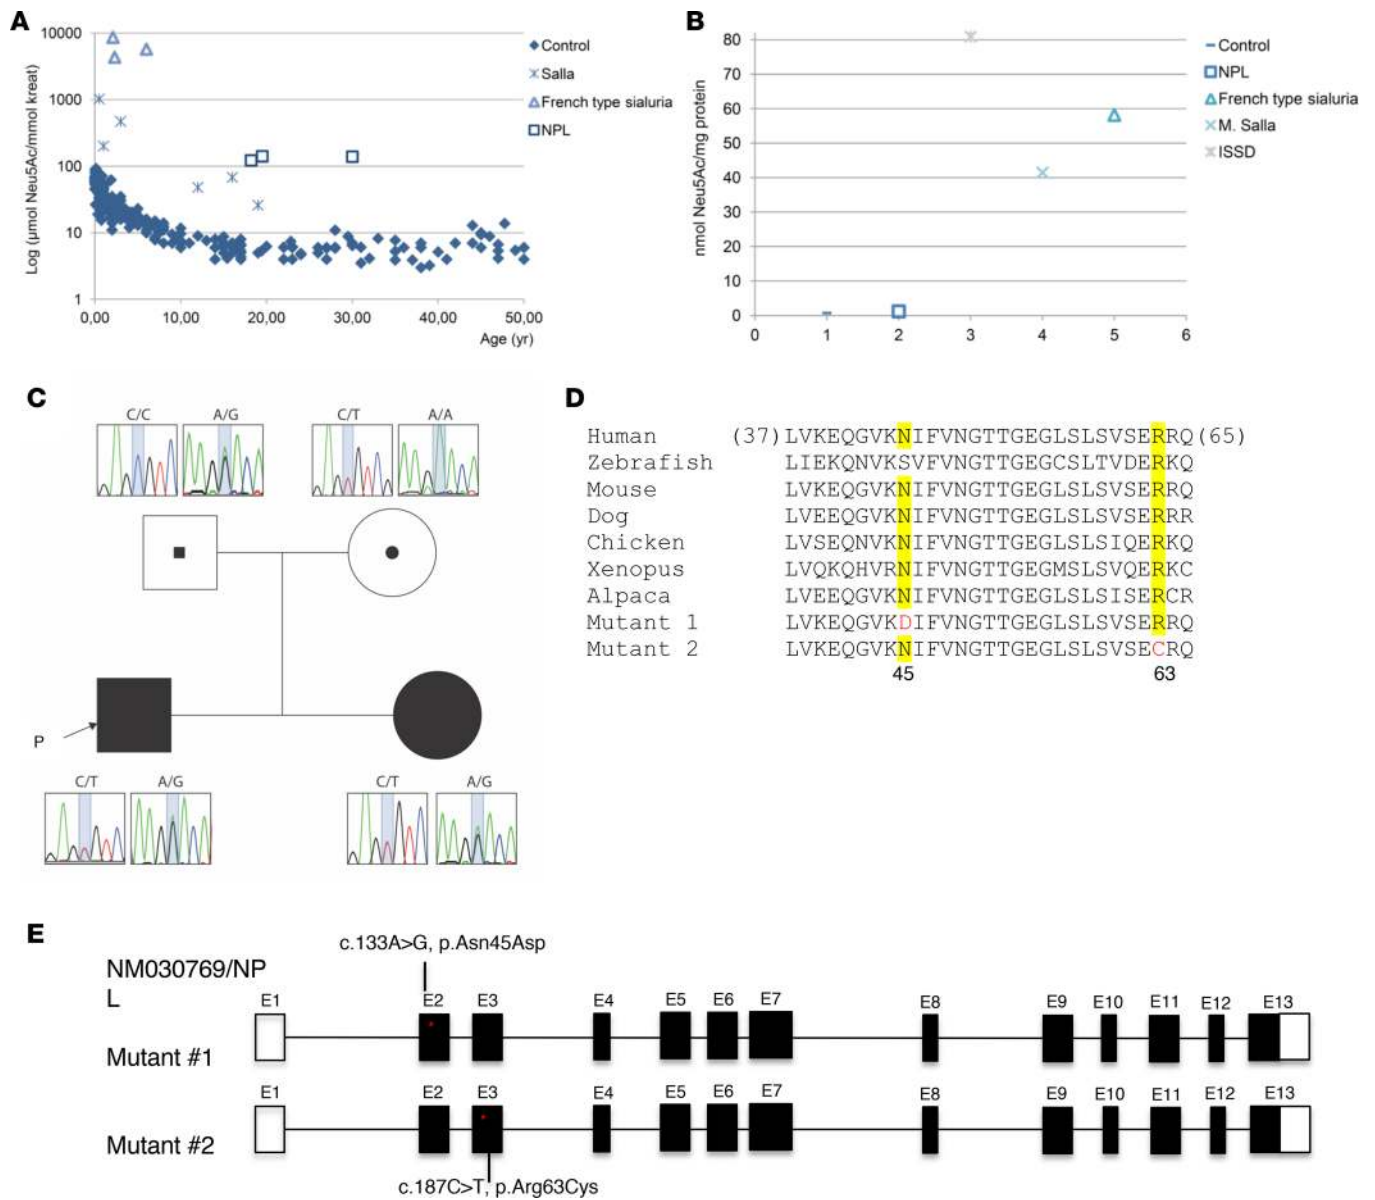 A
Log (µmol Neu5Ac/mmol kreat)
10000
1000
100
10
1
0,00 10,00 20,00 30,00 40,00 50,00
Age (yr)
Control
Salla
French type sialuria
NPL
B
nmol Neu5Ac/mg protein
80
70
60
50
40
30
20
10
0
0 1 2 3 4 5 6
Control
NPL
French type sialuria
M. Salla
ISSD
C
C/C A/G C/T A/A
P
C/T A/G C/T A/G
D
Human (37) LVKEQGVKNIFVNGTTGEGLSLSVSERRQ (65)
Zebrafish LIEKQNVKSVFVNGTTGEGCSLTVDERKQ
Mouse LVKEQGVKNIFVNGTTGEGLSLSVSERRQ
Dog LVEEQGVKNIFVNGTTGEGLSLSVSERRR
Chicken LVSEQNVKNIFVNGTTGEGLSLSIQERKQ
Xenopus LVQKQHVRNIFVNGTTGEGMSLSVQERKC
Alpaca LVEEQGVKNIFVNGTTGEGLSLSISERCR
Mutant 1 LVKEQGVKDIFVNGTTGEGLSLSVSERRQ
Mutant 2 LVKEQGVKNIFVNGTTGEGLSLSVSECRQ
45 63
E
c.133A>G, p.Asn45Asp
NM030769/NP
L
E1 E2 E3 E4 E5 E6 E7 E8 E9 E10 E11 E12 E13
Mutant #1
E1 E2 E3 E4 E5 E6 E7 E8 E9 E10 E11 E12 E13
Mutant #2
c.187C>T, p.Arg63Cys